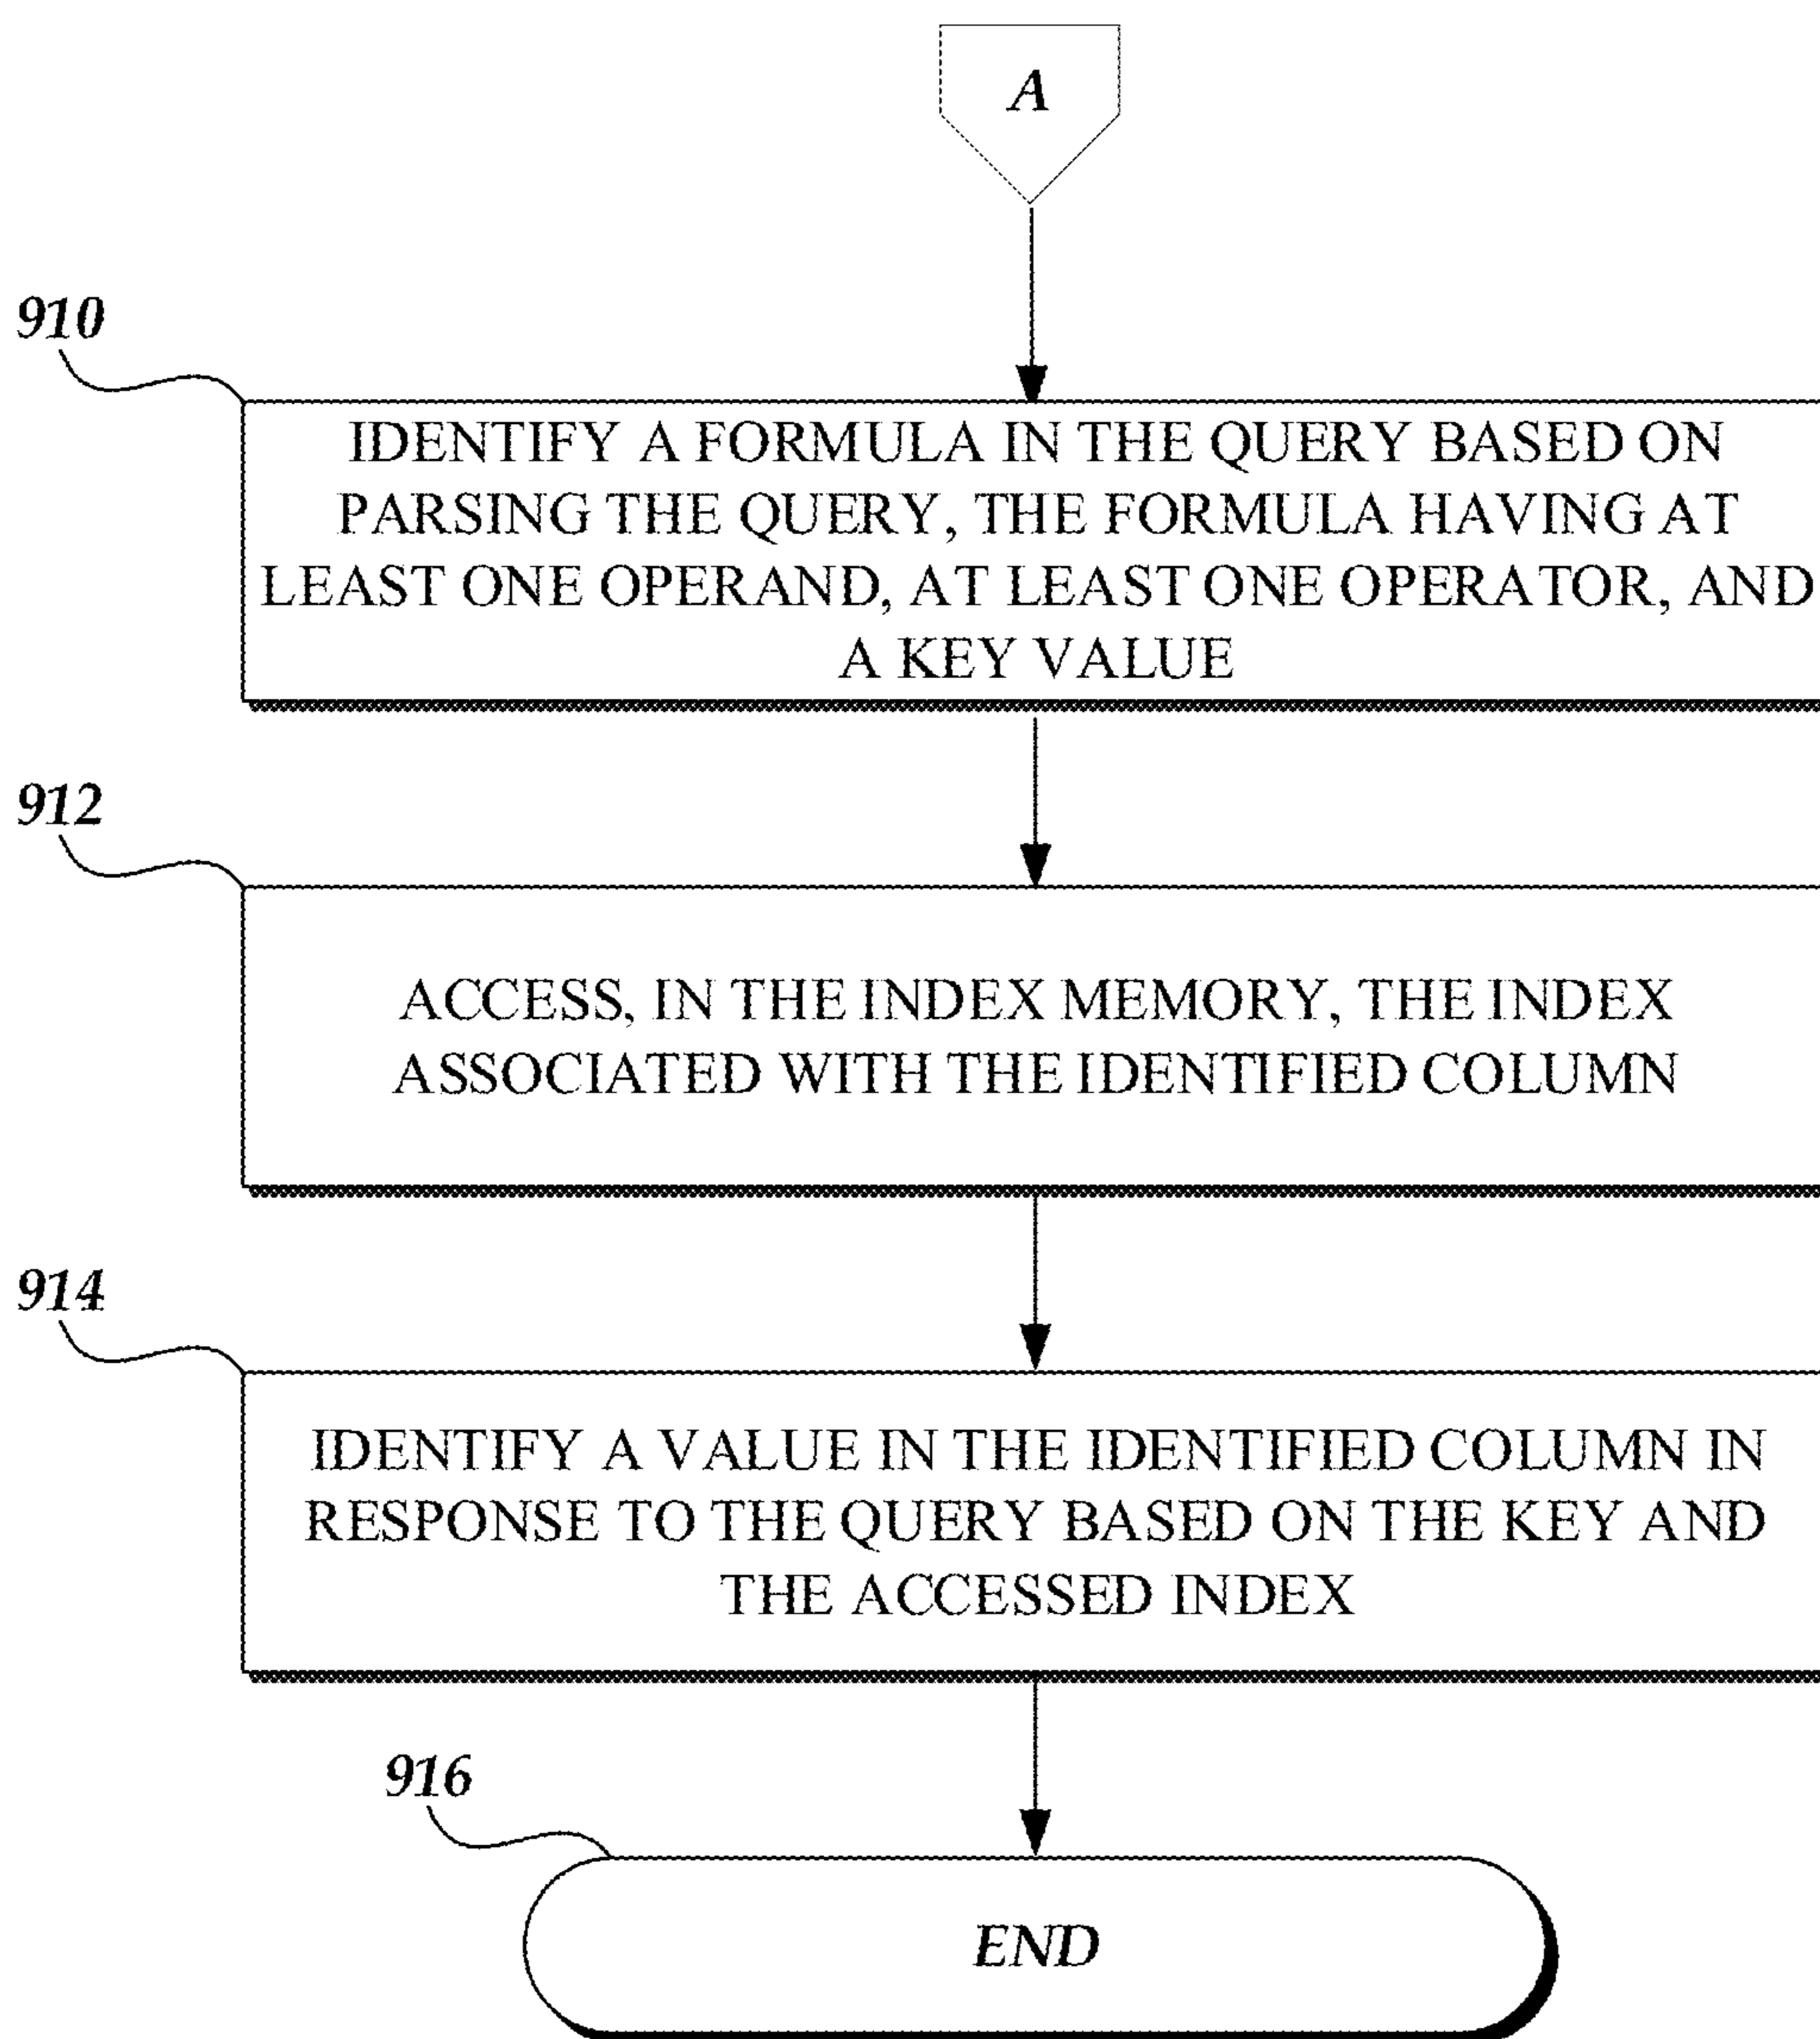 A
910
IDENTIFY A FORMULA IN THE QUERY BASED ON
PARSING THE QUERY, THE FORMULA HAVING AT
LEAST ONE OPERAND, AT LEAST ONE OPERATOR, AND
A KEY VALUE
912
ACCESS, IN THE INDEX MEMORY, THE INDEX
ASSOCIATED WITH THE IDENTIFIED COLUMN
914
IDENTIFY A VALUE IN THE IDENTIFIED COLUMN IN
RESPONSE TO THE QUERY BASED ON THE KEY AND
THE ACCESSED INDEX
916
END